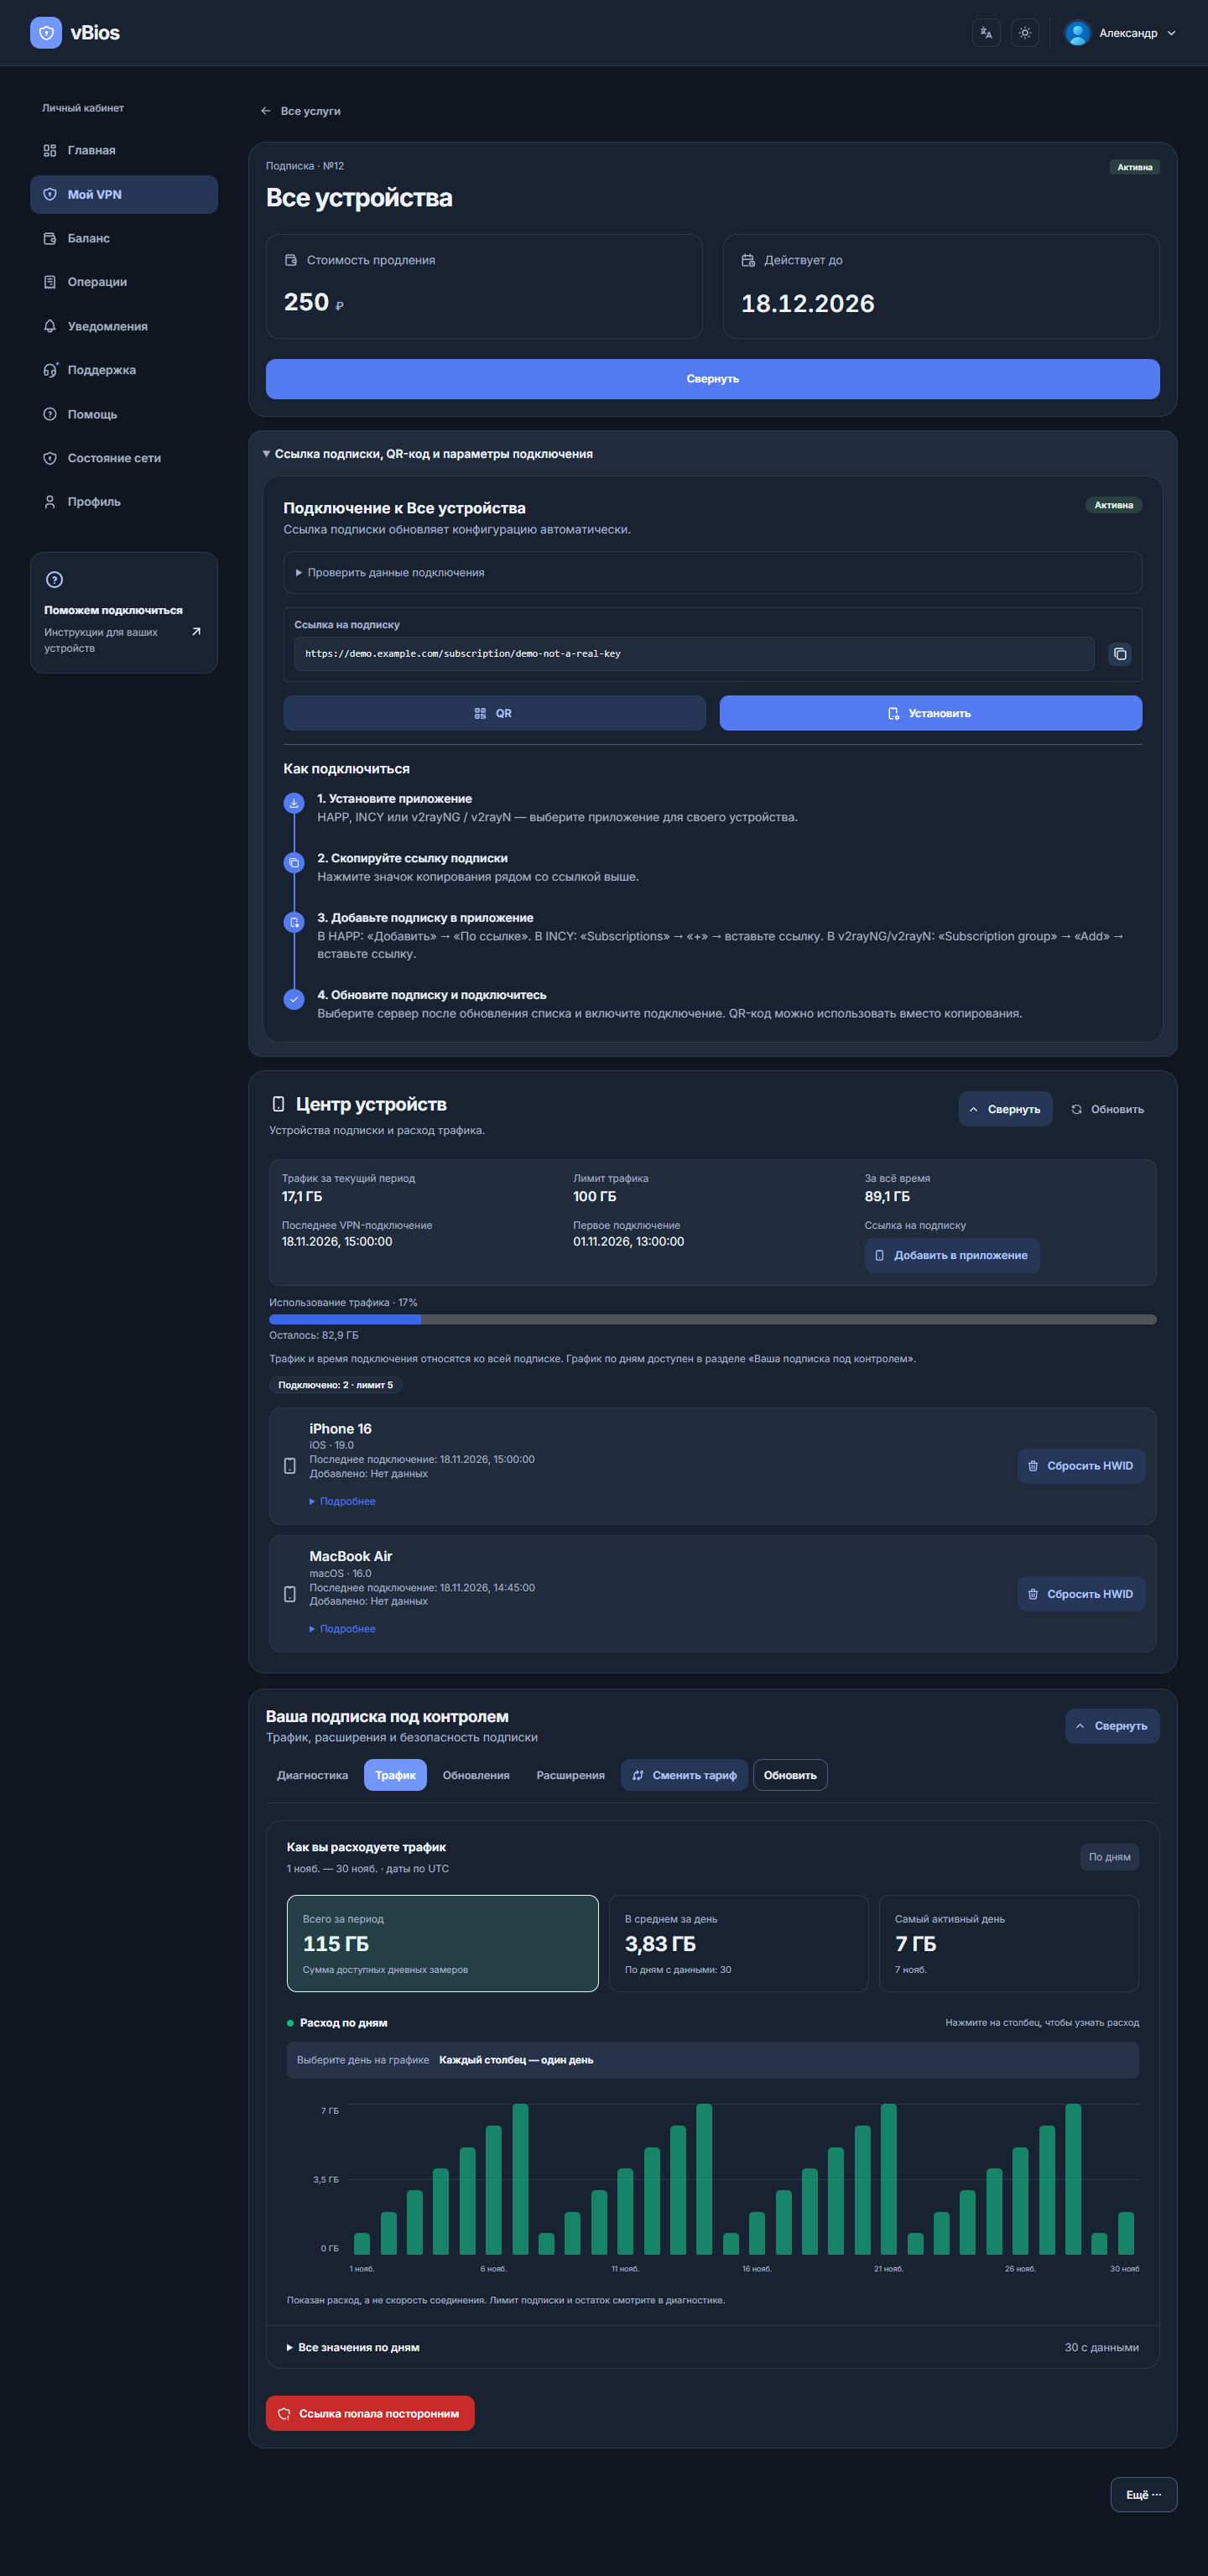 vBios
Александр
Личный кабинет
Главная
Мой VPN
Баланс
Операции
Уведомления
Поддержка
Помощь
Состояние сети
Профиль
Поможем подключиться
Инструкции для ваших
устройств
Все услуги
Подписка · №12
Активна
Все устройства
Стоимость продления
250 ₽
Действует до
18.12.2026
Свернуть
Ссылка подписки, QR-код и параметры подключения
Подключение к Все устройства
Активна
Ссылка подписки обновляет конфигурацию автоматически.
Проверить данные подключения
Ссылка на подписку
https://demo.example.com/subscription/demo-not-a-real-key
QR
Установить
Как подключиться
1. Установите приложение
HAPP, INCY или v2rayNG / v2rayN — выберите приложение для своего устройства.
2. Скопируйте ссылку подписки
Нажмите значок копирования рядом со ссылкой выше.
3. Добавьте подписку в приложение
В HAPP: «Добавить» → «По ссылке». В INCY: «Subscriptions» → «+» → вставьте ссылку. В v2rayNG/v2rayN: «Subscription group» → «Add» →
вставьте ссылку.
4. Обновите подписку и подключитесь
Выберите сервер после обновления списка и включите подключение. QR-код можно использовать вместо копирования.
Центр устройств
Свернуть
Обновить
Устройства подписки и расход трафика.
Трафик за текущий период
17,1 ГБ
Лимит трафика
100 ГБ
За всё время
89,1 ГБ
Последнее VPN-подключение
18.11.2026, 15:00:00
Первое подключение
01.11.2026, 13:00:00
Ссылка на подписку
Добавить в приложение
Использование трафика · 17%
Осталось: 82,9 ГБ
Трафик и время подключения относятся ко всей подписке. График по дням доступен в разделе «Ваша подписка под контролем».
Подключено: 2 · лимит 5
iPhone 16
iOS · 19.0
Последнее подключение: 18.11.2026, 15:00:00
Добавлено: Нет данных
Подробнее
Сбросить HWID
MacBook Air
macOS · 16.0
Последнее подключение: 18.11.2026, 14:45:00
Добавлено: Нет данных
Подробнее
Сбросить HWID
Ваша подписка под контролем
Трафик, расширения и безопасность подписки
Свернуть
Диагностика
Трафик
Обновления
Расширения
Сменить тариф
Обновить
Как вы расходуете трафик
1 нояб. — 30 нояб. · даты по UTC
По дням
Всего за период
115 ГБ
Сумма доступных дневных замеров
В среднем за день
3,83 ГБ
По дням с данными: 30
Самый активный день
7 ГБ
7 нояб.
Расход по дням
Нажмите на столбец, чтобы узнать расход
Выберите день на графике Каждый столбец — один день
7 ГБ
3,5 ГБ
0 ГБ
1 нояб.
6 нояб.
11 нояб.
16 нояб.
21 нояб.
26 нояб.
30 нояб
Показан расход, а не скорость соединения. Лимит подписки и остаток смотрите в диагностике.
Все значения по дням
30 с данными
Ссылка попала посторонним
Ещё ···